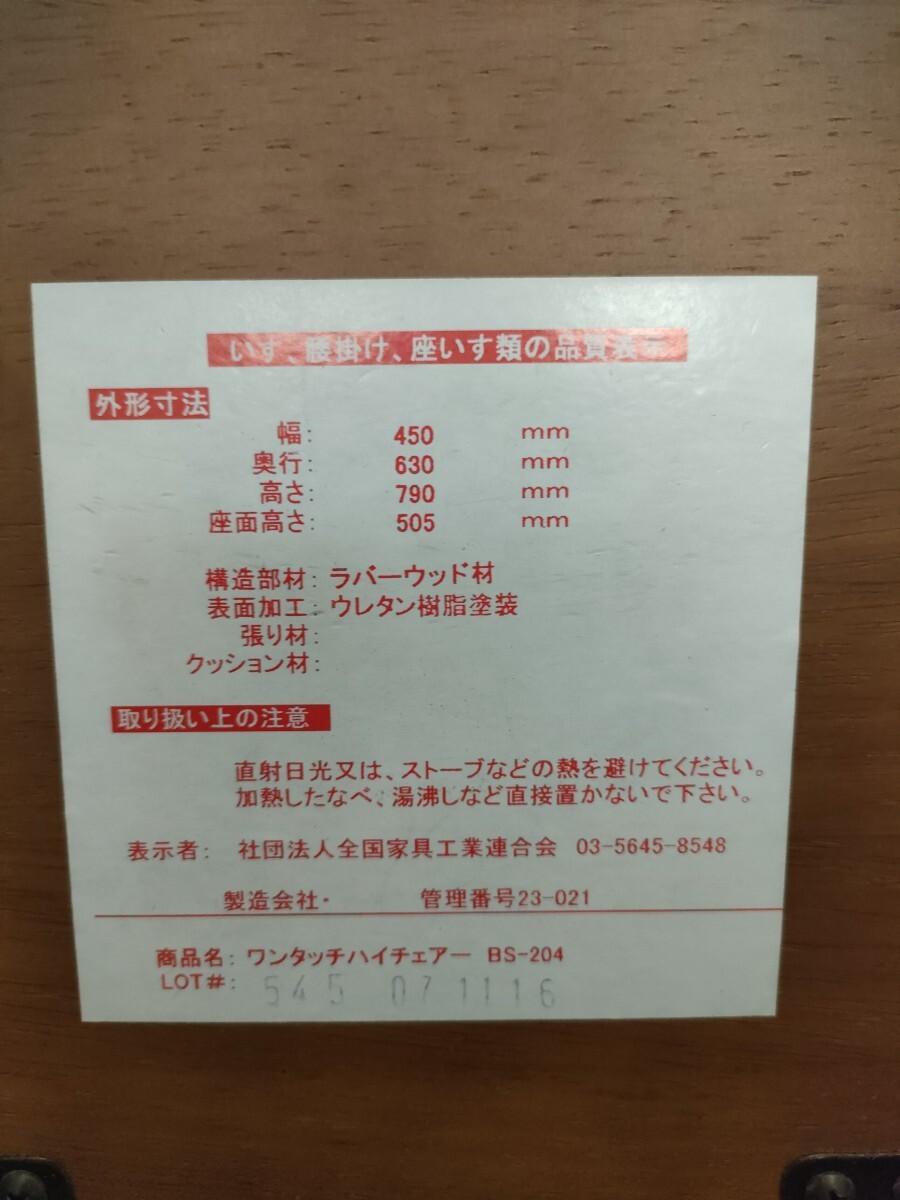 いす、腰掛け、座いす類の品質表示
外形寸法
幅: 450 mm
奥行: 630 mm
高さ: 790 mm
座面高さ: 505 mm
構造部材: ラバーウッド材
表面加工: ウレタン樹脂塗装
張り材:
クッション材:
取り扱い上の注意
直射日光又は、ストーブなどの熱を避けてください。
加熱したなべ、湯沸しなど直接置かないで下さい。
表示者: 社団法人全国家具工業連合会 03-5645-8548
製造会社・ 管理番号23-021
商品名: ワンタッチハイチェアー BS-204
LOT#: 545 071116